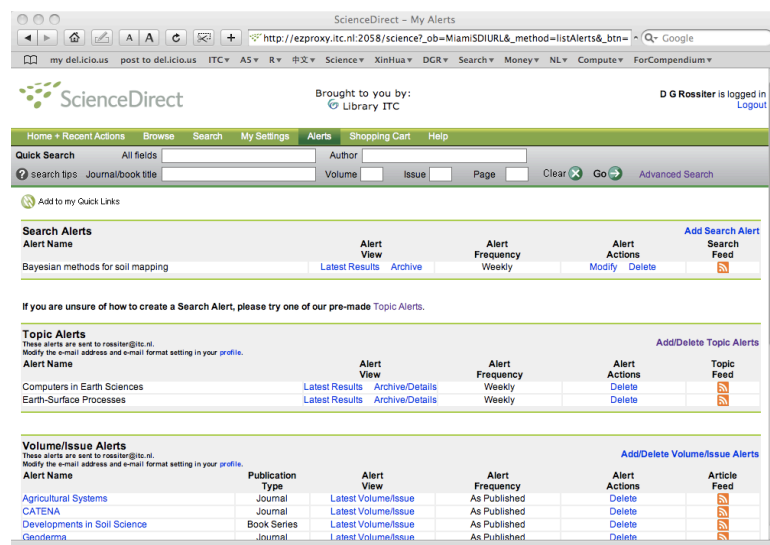 ScienceDirect – My Alerts
A A
http://ezproxy.itc.nl:2058/science?_ob=MiamiSDIURL&_method=listAlerts&_btn=
Google
my del.icio.us post to del.icio.us ITC AS R 中文 Science XinHua DGR Search Money NL Compute ForCompendium
ScienceDirect
Brought to you by:
Library ITC
D G Rossiter is logged in
Logout
Home + Recent Actions Browse Search My Settings Alerts Shopping Cart Help
Quick Search All fields Author
? search tips Journal/book title Volume Issue Page Clear Go Advanced Search
Add to my Quick Links
Search Alerts Add Search Alert
Alert Name Alert View Alert Frequency Alert Actions Search Feed
Bayesian methods for soil mapping Latest Results Archive Weekly Modify Delete
If you are unsure of how to create a Search Alert, please try one of our pre-made Topic Alerts.
Topic Alerts
These alerts are sent to rossiter@itc.nl. Add/Delete Topic Alerts
Modify the e-mail address and e-mail format setting in your profile.
Alert Name Alert View Alert Frequency Alert Actions Topic Feed
Computers in Earth Sciences Latest Results Archive/Details Weekly Delete
Earth-Surface Processes Latest Results Archive/Details Weekly Delete
Volume/Issue Alerts
These alerts are sent to rossiter@itc.nl. Add/Delete Volume/Issue Alerts
Modify the e-mail address and e-mail format setting in your profile.
Alert Name Publication Type Alert View Alert Frequency Alert Actions Article Feed
Agricultural Systems Journal Latest Volume/Issue As Published Delete
CATENA Journal Latest Volume/Issue As Published Delete
Developments in Soil Science Book Series Latest Volume/Issue As Published Delete
Geoderma Journal Latest Volume/Issue As Published Delete